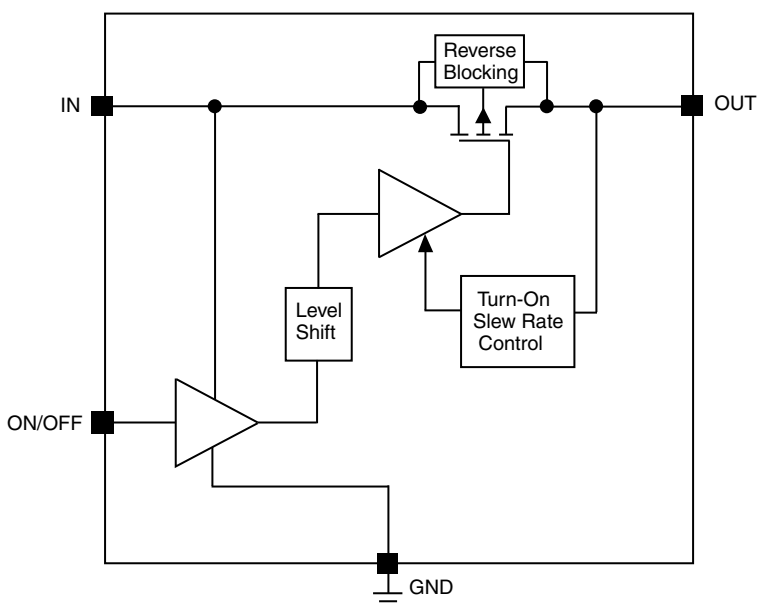 Reverse
Blocking
IN
OUT
Level
Shift
Turn-On
Slew Rate
Control
ON/OFF
GND